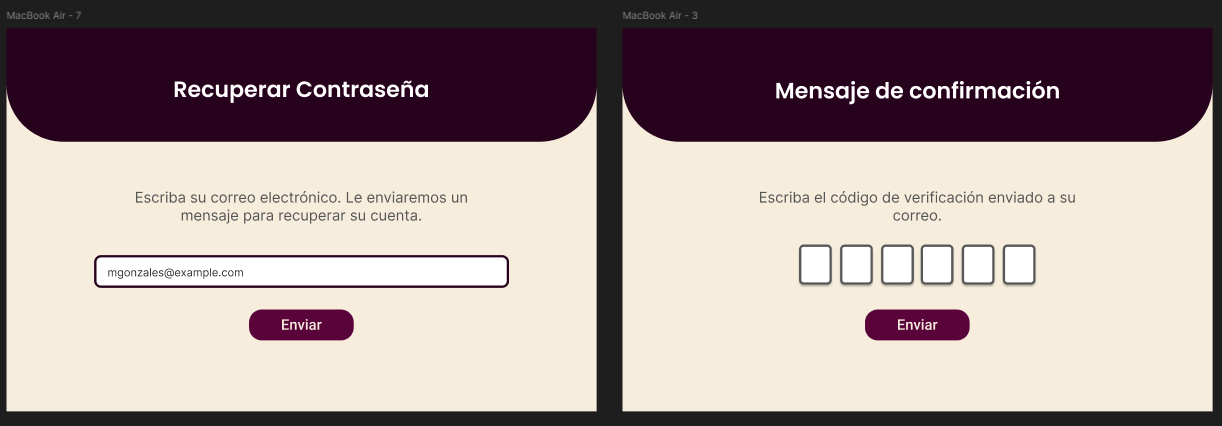 MacBook Air - 7
Recuperar Contraseña
Escriba su correo electrónico. Le enviaremos un
mensaje para recuperar su cuenta.
mgonzales@example.com
Enviar
MacBook Air - 3
Mensaje de confirmación
Escriba el código de verificación enviado a su
correo.
Enviar